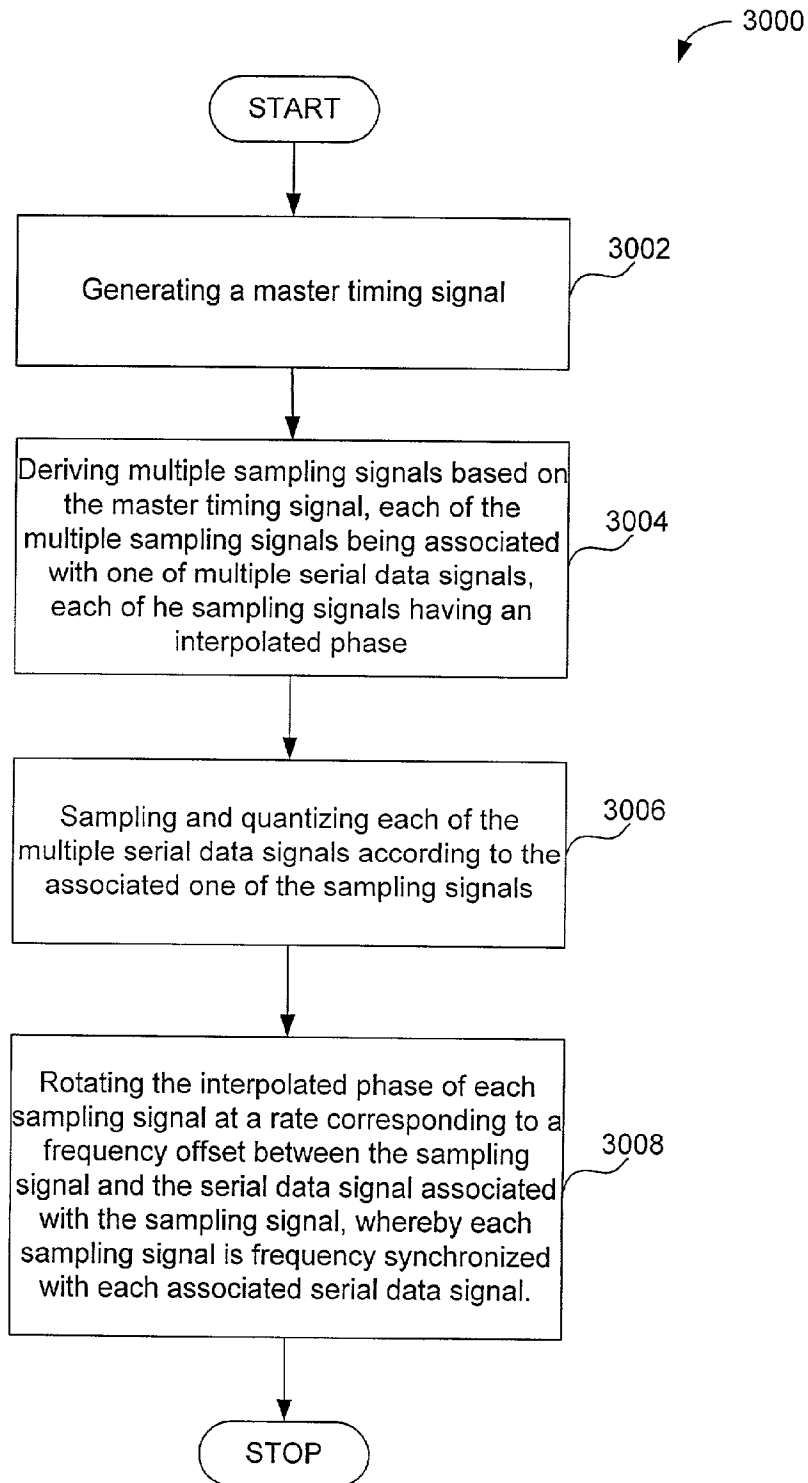 3000
START
3002
Generating a master timing signal
Deriving multiple sampling signals based on
the master timing signal, each of the
multiple sampling signals being associated
with one of multiple serial data signals,
each of he sampling signals having an
interpolated phase
3004
Sampling and quantizing each of the
multiple serial data signals according to the
associated one of the sampling signals
3006
Rotating the interpolated phase of each
sampling signal at a rate corresponding to a
frequency offset between the sampling
signal and the serial data signal associated
with the sampling signal, whereby each
sampling signal is frequency synchronized
with each associated serial data signal.
3008
STOP